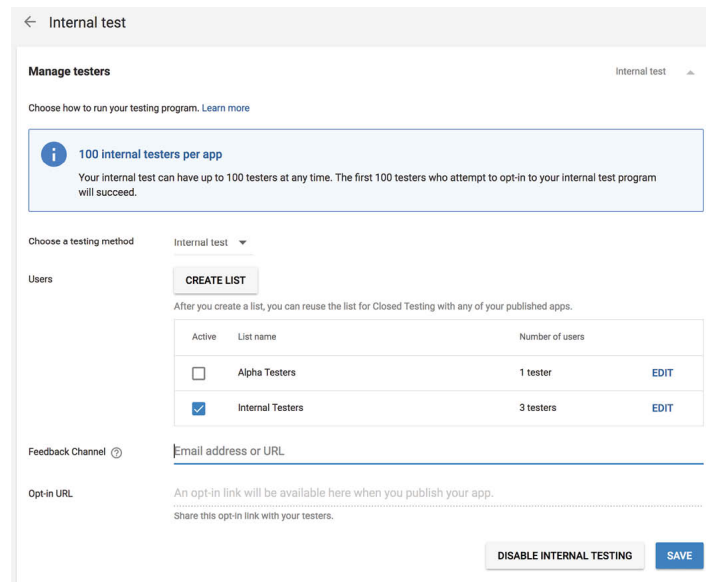 Internal test
Manage testers
Internal test
Choose how to run your testing program. Learn more
100 internal testers per app
Your internal test can have up to 100 testers at any time. The first 100 testers who attempt to opt-in to your internal test program
will succeed.
Choose a testing method
Internal test
Users
CREATE LIST
After you create a list, you can reuse the list for Closed Testing with any of your published apps.
Active List name Number of users
Alpha Testers 1 tester EDIT
Internal Testers 3 testers EDIT
Feedback Channel ?
Email address or URL
Opt-in URL
An opt-in link will be available here when you publish your app.
Share this opt-in link with your testers.
DISABLE INTERNAL TESTING SAVE